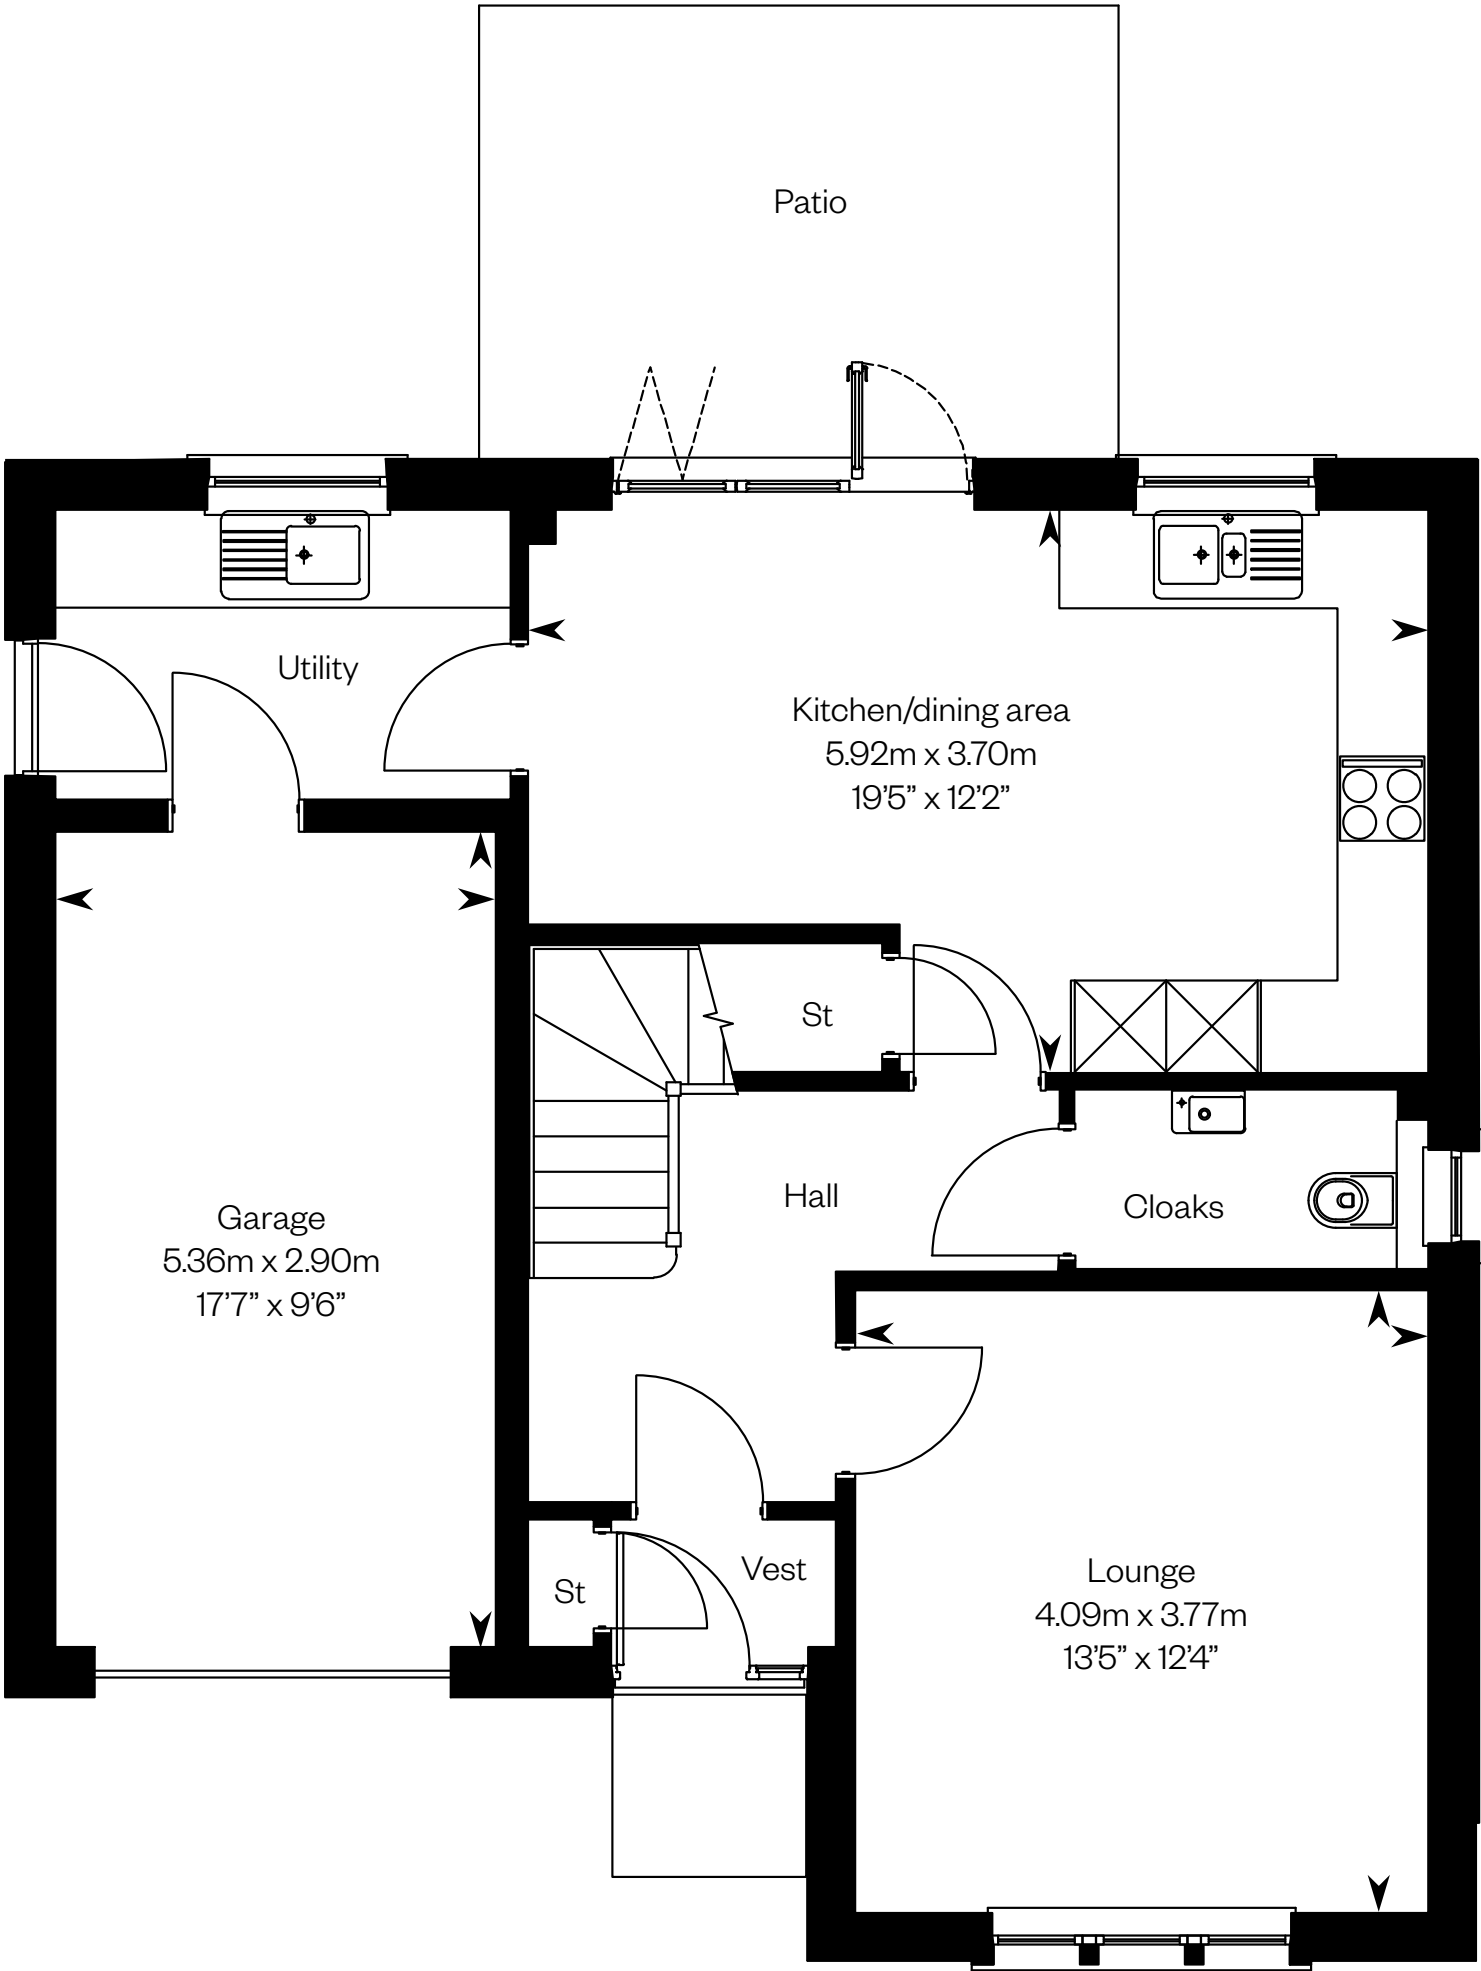 Patio
Utility
Kitchen/dining area
5.92m x 3.70m
19’5” x 12’2”
St
Hall
Cloaks
Garage
5.36m x 2.90m
17’7” x 9’6”
Vest
St
Lounge
4.09m x 3.77m
13’5” x 12’4”